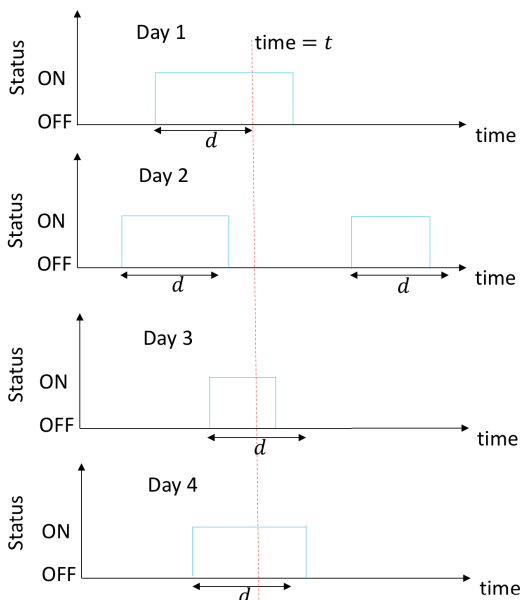 Day 1
time = t
Status
ON
OFF
d
time
Day 2
Status
ON
OFF
d
d
time
Day 3
Status
ON
OFF
d
time
Day 4
Status
ON
OFF
d
time